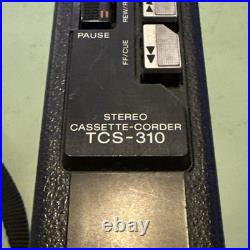 PAUSE
FF/CUE
REW/R
STEREO
CASSETTE-CORDER
TCS-310